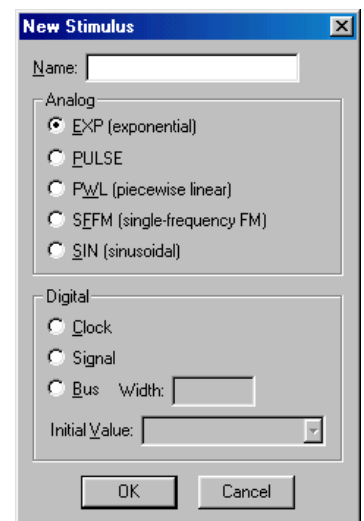 New Stimulus
Name:
Analog
EXP (exponential)
PULSE
PWL (piecewise linear)
SFFM (single-frequency FM)
SIN (sinusoidal)
Digital
Clock
Signal
Bus Width:
Initial Value:
OK Cancel